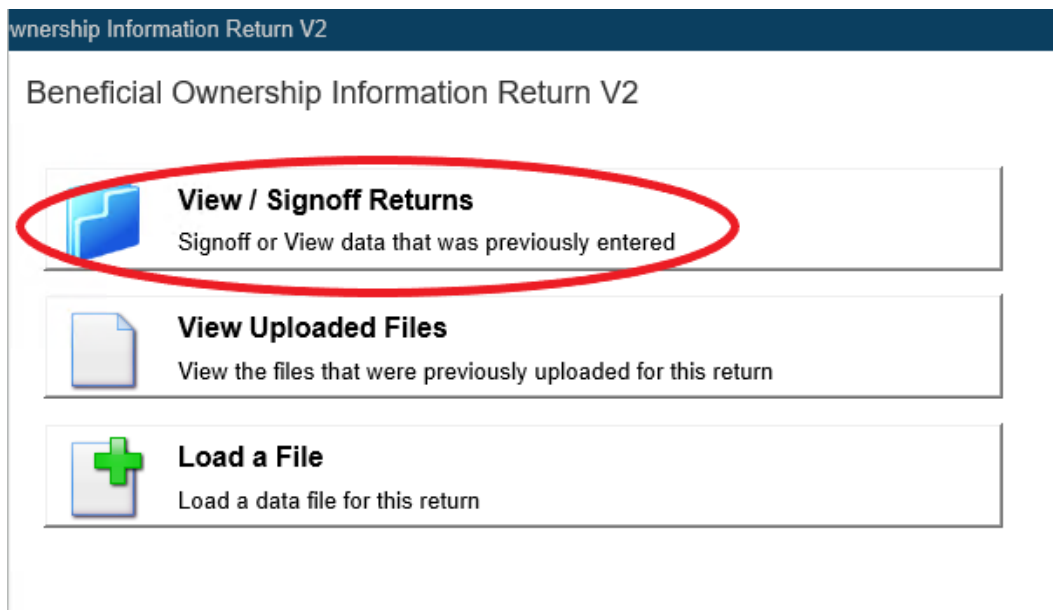 wnership Information Return V2
Beneficial Ownership Information Return V2
View / Signoff Returns
Signoff or View data that was previously entered
View Uploaded Files
View the files that were previously uploaded for this return
Load a File
Load a data file for this return